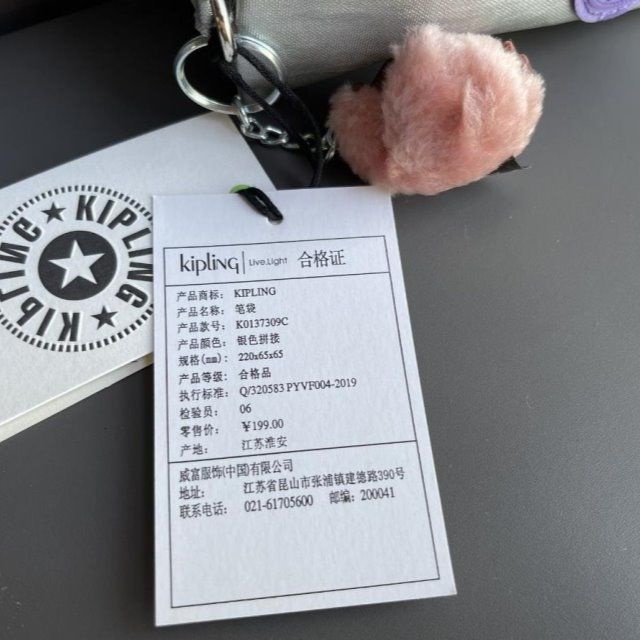 KIPLING
KIPLING
kipling | Live.Light 合格证
产品商标: KIPLING
产品名称: 笔袋
产品款号: K0137309C
产品颜色: 银色拼接
规格(mm): 220x65x65
产品等级: 合格品
执行标准: Q/320583 PYVF004-2019
检验员: 06
零售价: ￥199.00
产地: 江苏淮安
威富服饰(中国)有限公司
地址: 江苏省昆山市张浦镇建德路390号
联系电话: 021-61705600 邮编: 200041